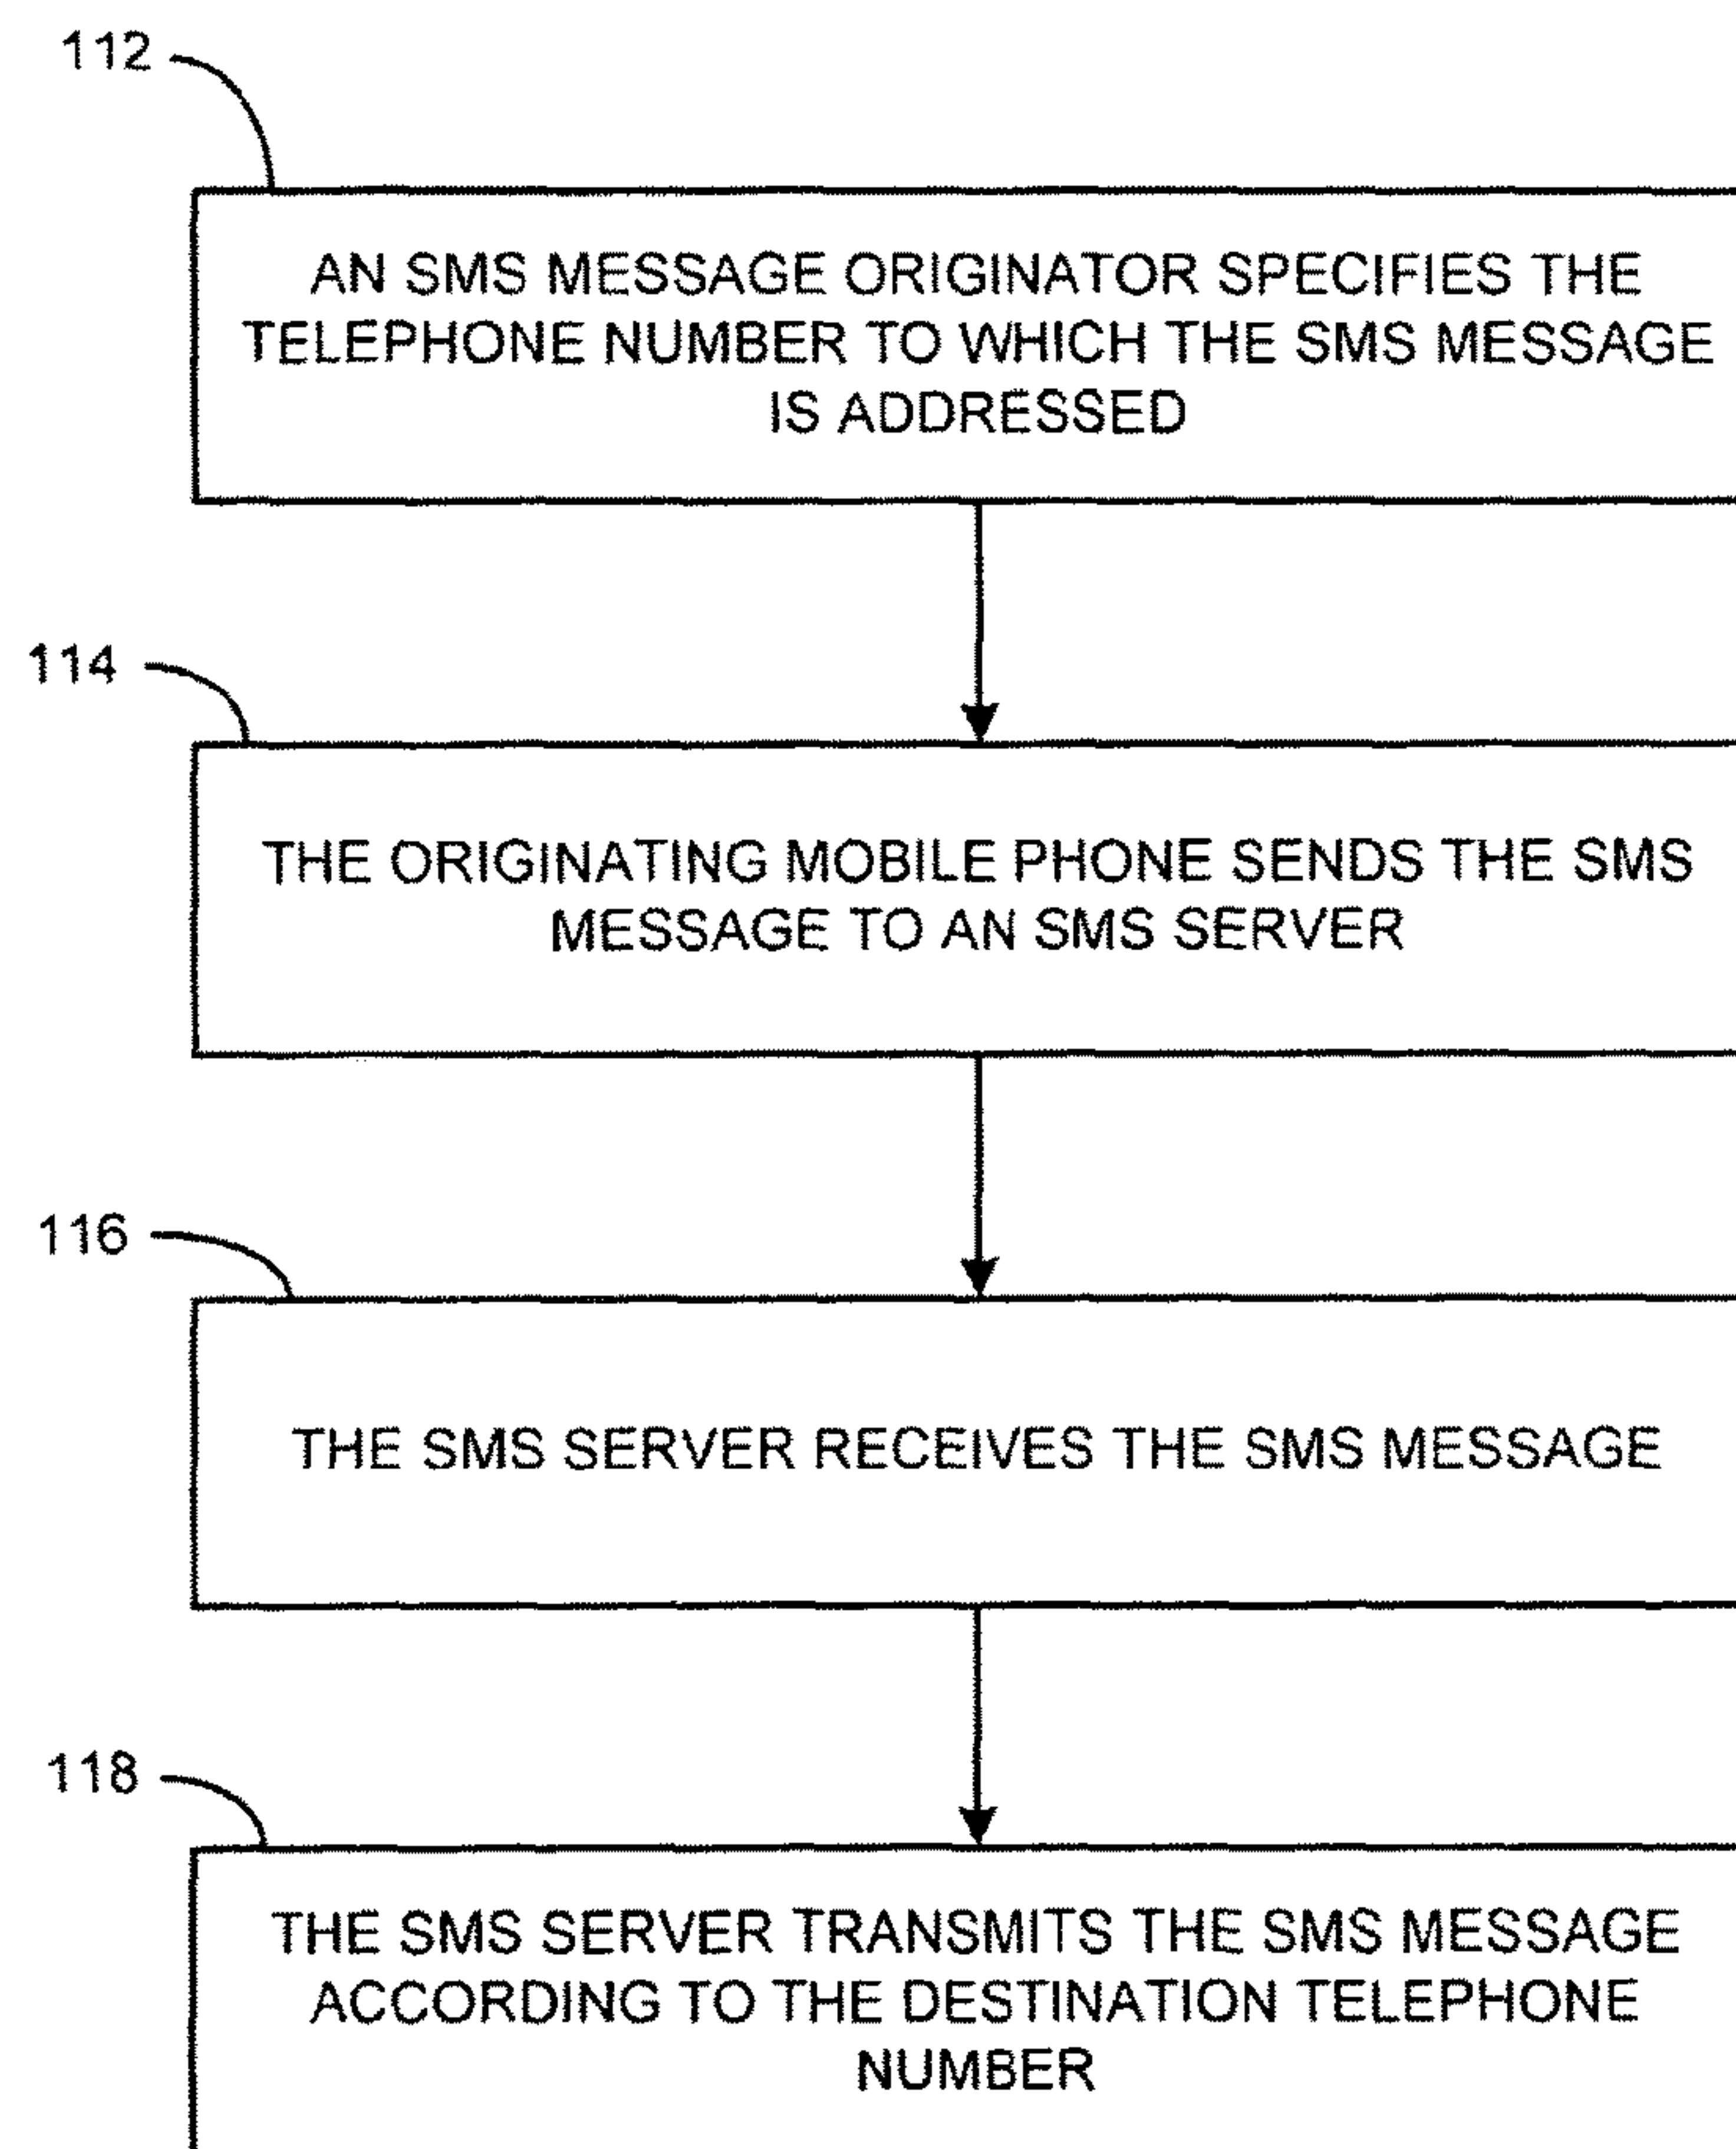 112
AN SMS MESSAGE ORIGINATOR SPECIFIES THE
TELEPHONE NUMBER TO WHICH THE SMS MESSAGE
IS ADDRESSED
114
THE ORIGINATING MOBILE PHONE SENDS THE SMS
MESSAGE TO AN SMS SERVER
116
THE SMS SERVER RECEIVES THE SMS MESSAGE
118
THE SMS SERVER TRANSMITS THE SMS MESSAGE
ACCORDING TO THE DESTINATION TELEPHONE
NUMBER